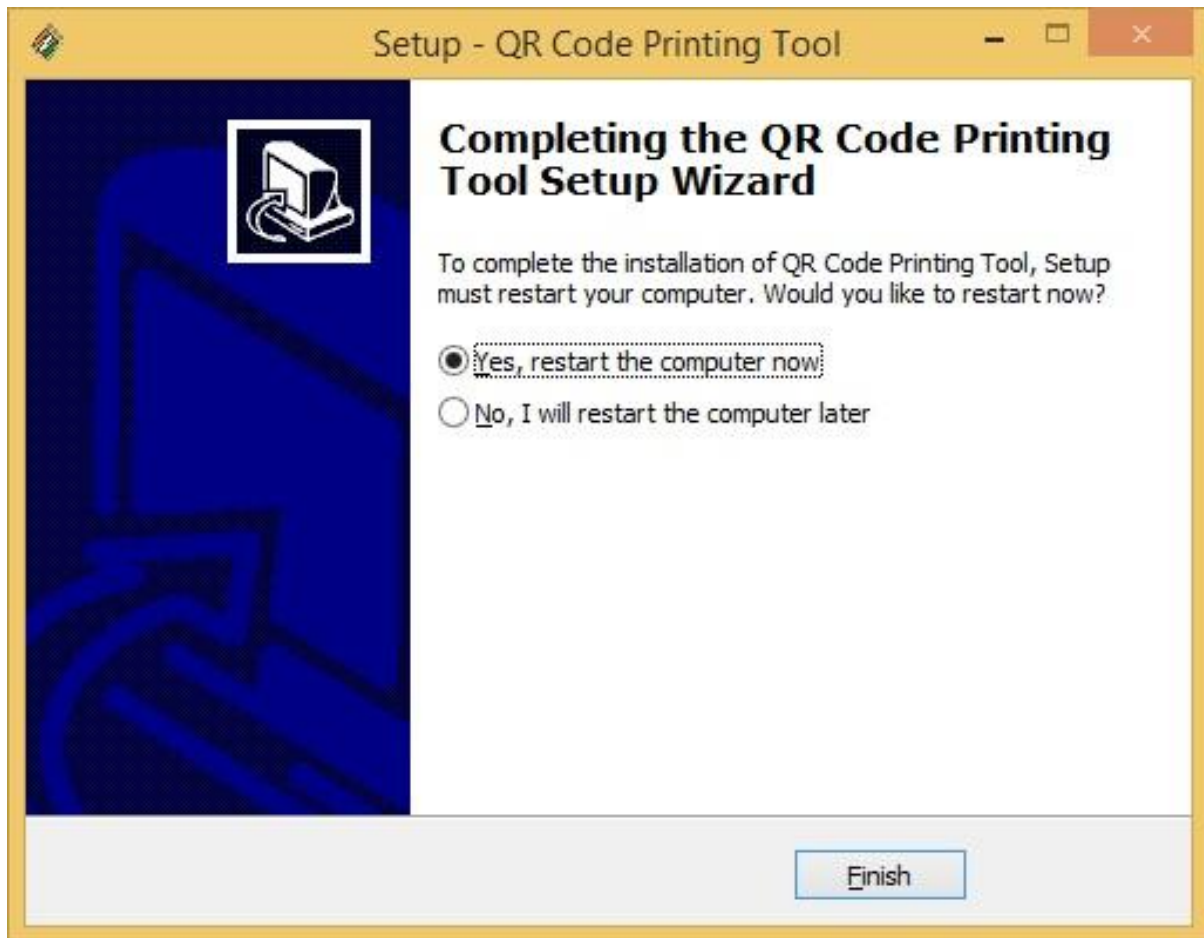 Setup - QR Code Printing Tool
Completing the QR Code Printing
Tool Setup Wizard
To complete the installation of QR Code Printing Tool, Setup
must restart your computer. Would you like to restart now?
Yes, restart the computer now
No, I will restart the computer later
Finish